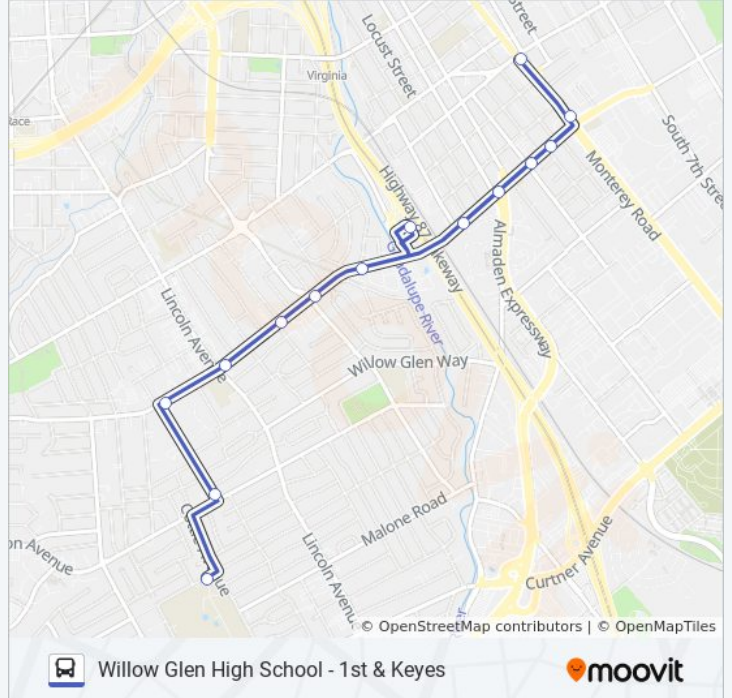 Street
Locust Street
Virginia
South 7th Stre
Highway 87
Monterey Road
keway
Guadalupe River
Almaden Expressway
Lincoln Avenue
Willow Glen Way
Malone Road
on Avenue
Lincoln Avenue
Curtner Avenue
© OpenStreetMap contributors | © OpenMapTiles
Willow Glen High School - 1st & Keyes
moovit